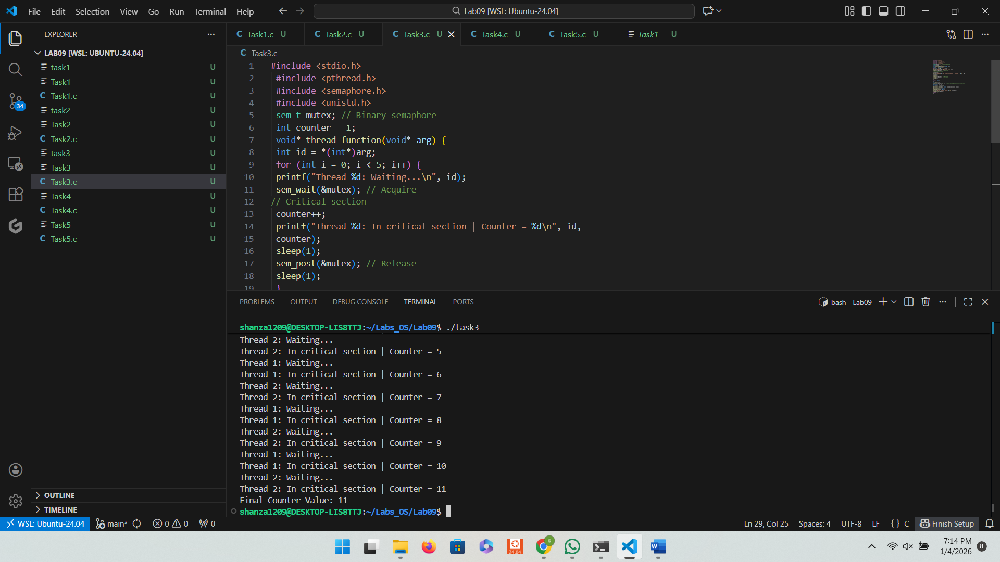 File Edit Selection View Go Run Terminal Help
Lab09 [WSL: Ubuntu-24.04]
EXPLORER
LAB09 [WSL: UBUNTU-24.04]
task1 U
Task1 U
C Task1.c U
task2 U
Task2 U
C Task2.c U
task3 U
Task3 U
C Task3.c U
Task4 U
C Task4.c U
Task5 U
C Task5.c U
34
OUTLINE
TIMELINE
C Task1.c U C Task2.c U C Task3.c U C Task4.c U C Task5.c U Task1 U
C Task3.c
1 #include <stdio.h>
2 #include <pthread.h>
3 #include <semaphore.h>
4 #include <unistd.h>
5 sem_t mutex; // Binary semaphore
6 int counter = 1;
7 void* thread_function(void* arg) {
8 int id = *(int*)arg;
9 for (int i = 0; i < 5; i++) {
10 printf("Thread %d: Waiting...\n", id);
11 sem_wait(&mutex); // Acquire
12 // Critical section
13 counter++;
14 printf("Thread %d: In critical section | Counter = %d\n", id,
15 counter);
16 sleep(1);
17 sem_post(&mutex); // Release
18 sleep(1);
19 }
PROBLEMS OUTPUT DEBUG CONSOLE TERMINAL PORTS
bash - Lab09
shanza1209@DESKTOP-LIS8TTJ:~/Labs_OS/Lab09$ ./task3
Thread 2: Waiting...
Thread 2: In critical section | Counter = 5
Thread 1: Waiting...
Thread 1: In critical section | Counter = 6
Thread 2: Waiting...
Thread 2: In critical section | Counter = 7
Thread 1: Waiting...
Thread 1: In critical section | Counter = 8
Thread 2: Waiting...
Thread 2: In critical section | Counter = 9
Thread 1: Waiting...
Thread 1: In critical section | Counter = 10
Thread 2: Waiting...
Thread 2: In critical section | Counter = 11
Final Counter Value: 11
shanza1209@DESKTOP-LIS8TTJ:~/Labs_OS/Lab09$
WSL: Ubuntu-24.04 main* 0 0 0 Ln 29, Col 25 Spaces: 4 UTF-8 LF {} C Finish Setup
24.04
S
W
7:14 PM
1/4/2026
8